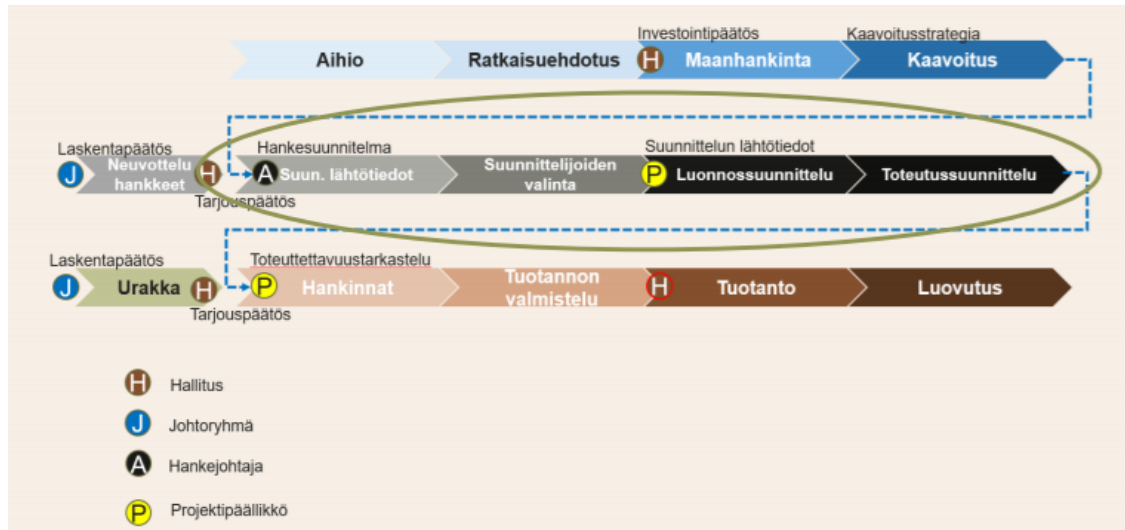 Investointipäätös Kaavoitusstrategia
Aihio Ratkaisuehdotus H Maanhankinta Kaavoitus
Laskentapäätös Hankesuunnitelma Suunnittelun lähtötiedot
J Neuvottelu hankkeet H A Suun. lähtötiedot Suunnittelijoiden valinta P Luonnossuunnittelu Toteutussuunnittelu
Tarjouspäätös
Laskentapäätös Toteuttettavuustarkastelu
J Urakka H P Hankinnat Tuotannon valmistelu H Tuotanto Luovutus
Tarjouspäätös
H Hallitus
J Johtoryhmä
A Hankejohtaja
P Projektipäällikkö